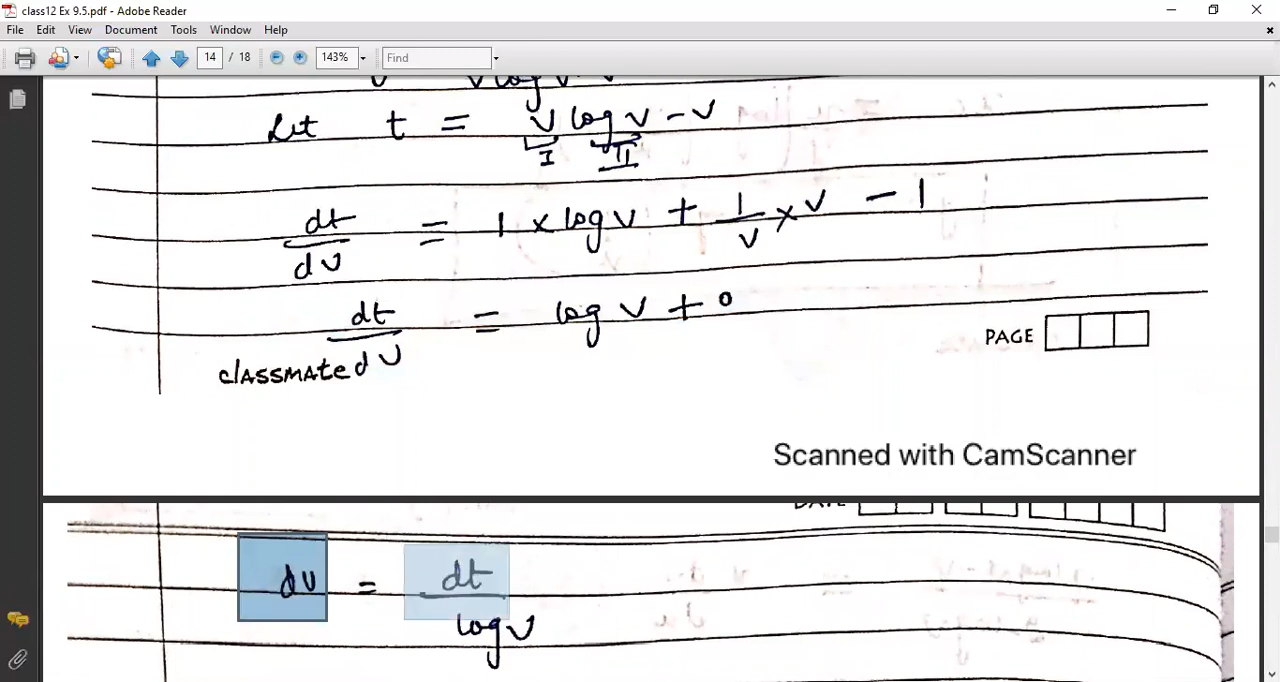 class12 Ex 9.5.pdf - Adobe Reader
File Edit View Document Tools Window Help
14 / 18 143% Find
Let t = v log v - v
I II
dt/dv = 1 × log v + 1/v × v - 1
dt/dv = log v + 0
classmate
PAGE
Scanned with CamScanner
dv = dt/log v